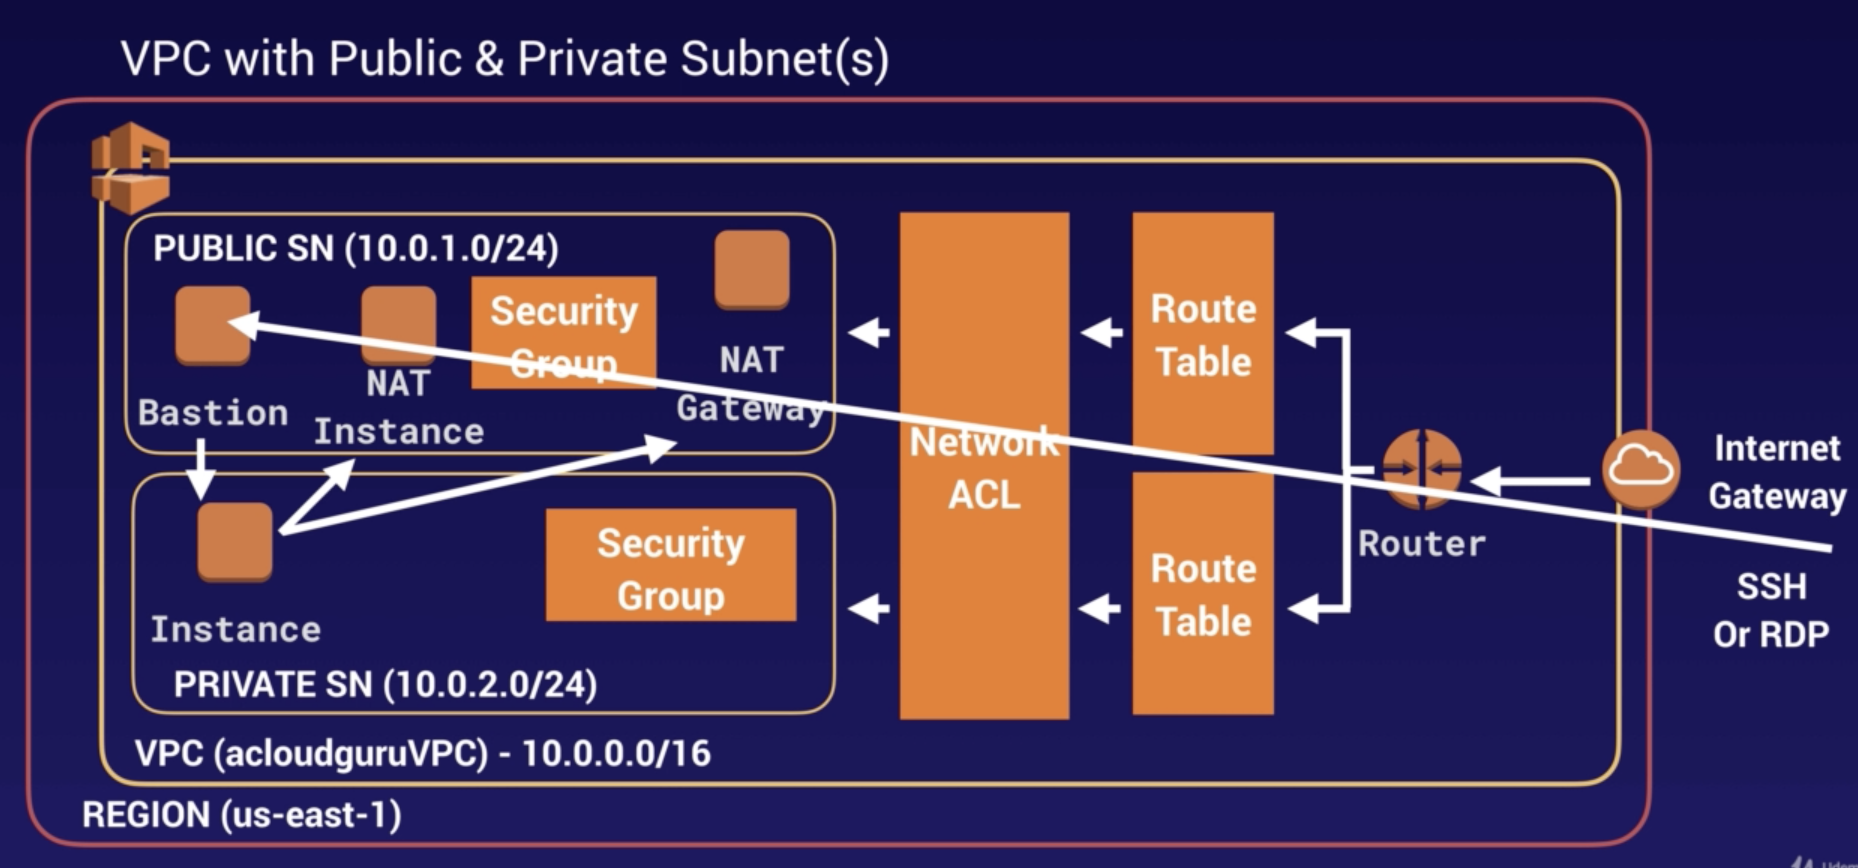 VPC with Public & Private Subnet(s)
PUBLIC SN (10.0.1.0/24)
Bastion
NAT
Instance
Security
Group
NAT
Gateway
Instance
Security
Group
PRIVATE SN (10.0.2.0/24)
Network
ACL
Route
Table
Route
Table
Router
Internet
Gateway
SSH
Or RDP
VPC (acloudguruVPC) - 10.0.0.0/16
REGION (us-east-1)